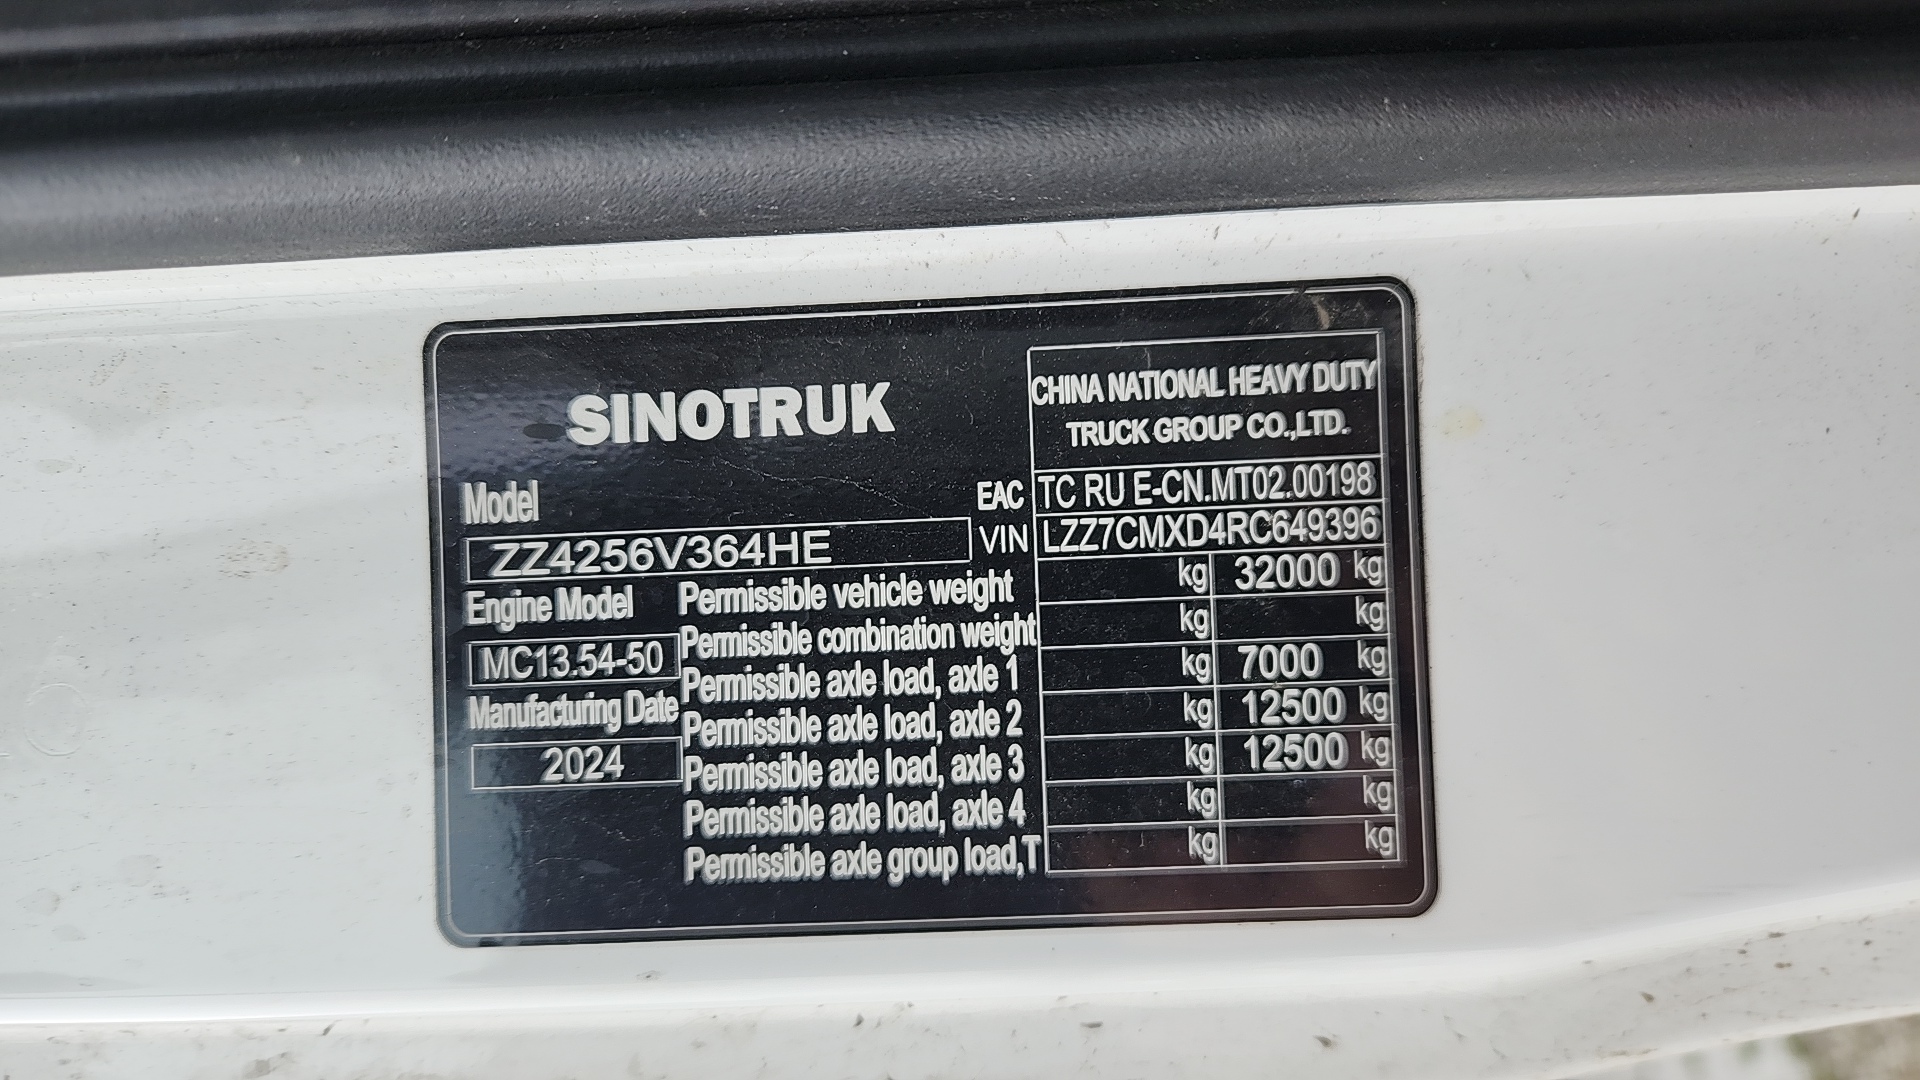 SINOTRUK
CHINA NATIONAL HEAVY DUTY
TRUCK GROUP CO.,LTD.
Model
EAC TC RU E-CN.MT02.00198
ZZ4256V364HE
VIN LZZ7CMXD4RC649396
Engine Model
MC13.54-50
Manufacturing Date
2024
Permissible vehicle weight kg 32000 kg
Permissible combination weight kg kg
Permissible axle load, axle 1 kg 7000 kg
Permissible axle load, axle 2 kg 12500 kg
Permissible axle load, axle 3 kg 12500 kg
Permissible axle load, axle 4 kg kg
Permissible axle group load,T kg kg